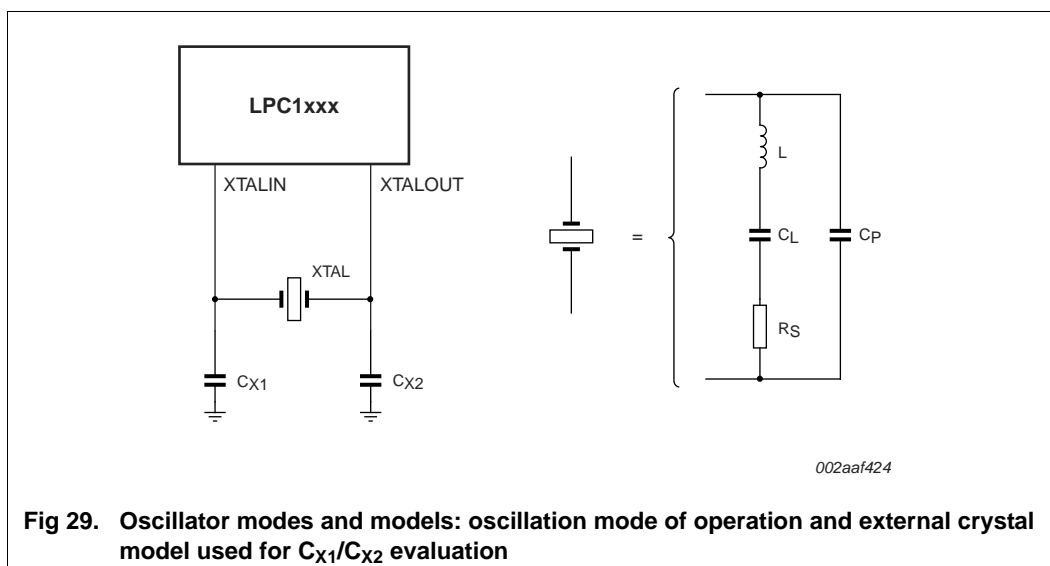 LPC1xxx
XTALIN
XTALOUT
XTAL
CX1
CX2
=
L
CL
CP
RS
002aaf424
Fig 29. Oscillator modes and models: oscillation mode of operation and external crystal
model used for CX1/CX2 evaluation